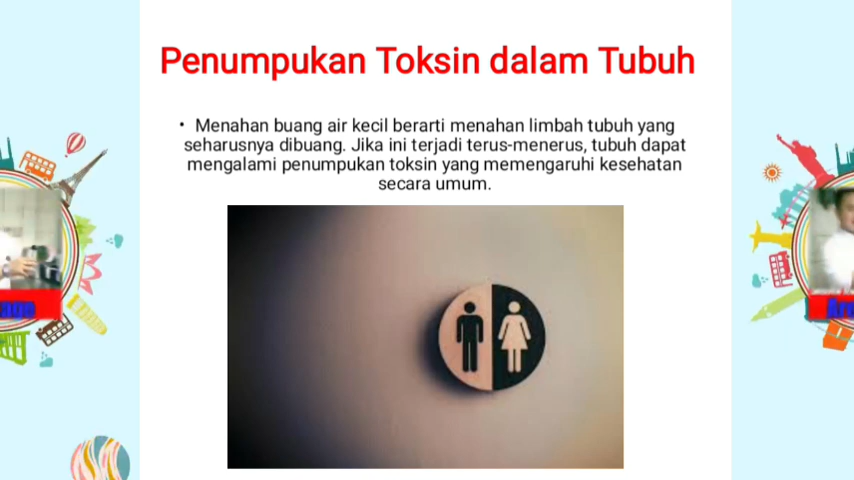 Penumpukan Toksin dalam Tubuh
• Menahan buang air kecil berarti menahan limbah tubuh yang
seharusnya dibuang. Jika ini terjadi terus-menerus, tubuh dapat
mengalami penumpukan toksin yang memengaruhi kesehatan
secara umum.